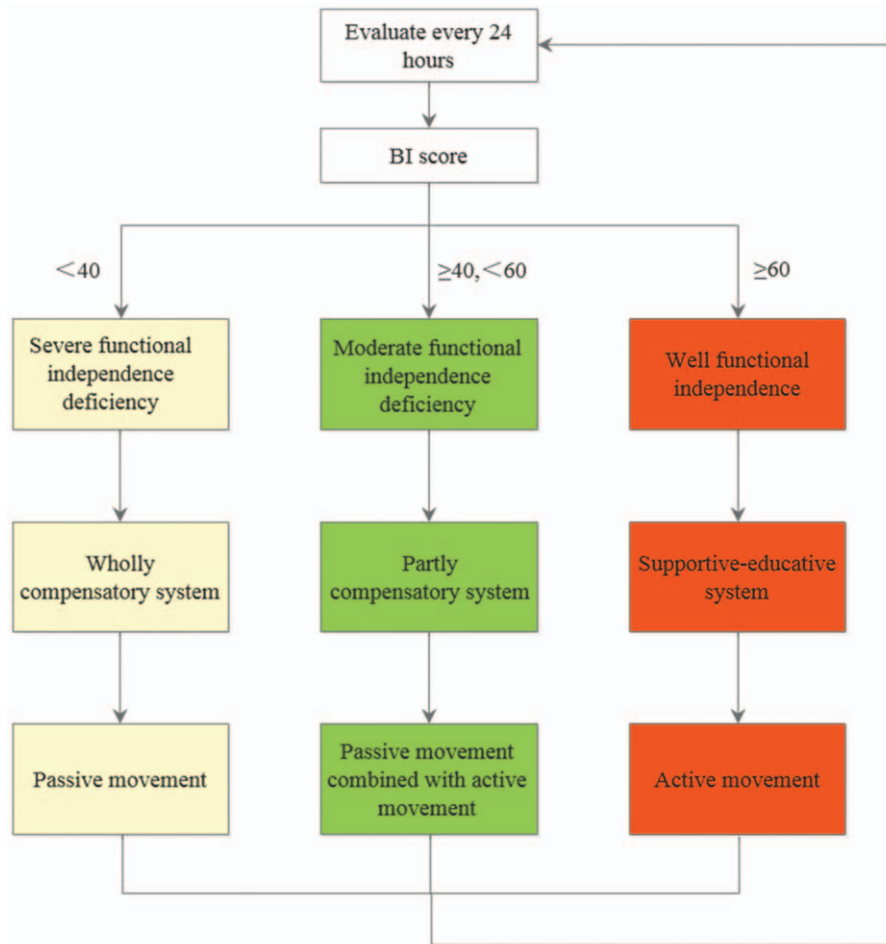 Evaluate every 24
hours
BI score
<40
≥40,<60
≥60
Severe functional
independence
deficiency
Moderate functional
independence
deficiency
Well functional
independence
Wholly
compensatory system
Partly
compensatory system
Supportive-educative
system
Passive movement
Passive movement
combined with active
movement
Active movement